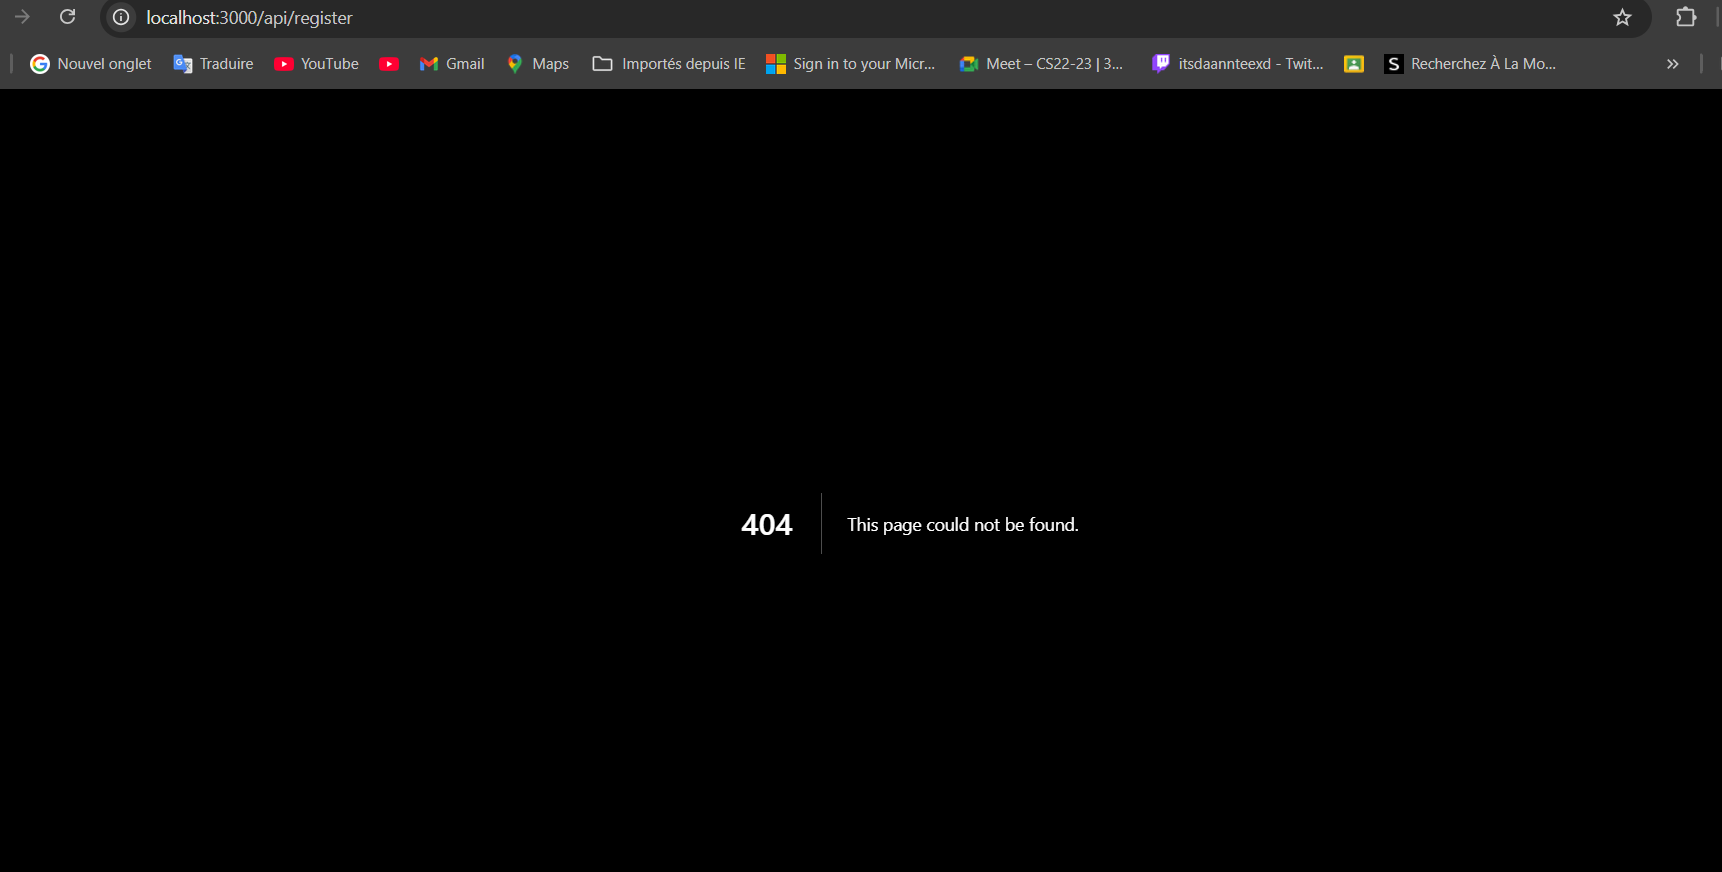 localhost:3000/api/register
Nouvel onglet Traduire YouTube Gmail Maps Importés depuis IE Sign in to your Micr... Meet – CS22-23 | 3... itsdaannteexd - Twit... S Recherchez À La Mo... »
404 This page could not be found.